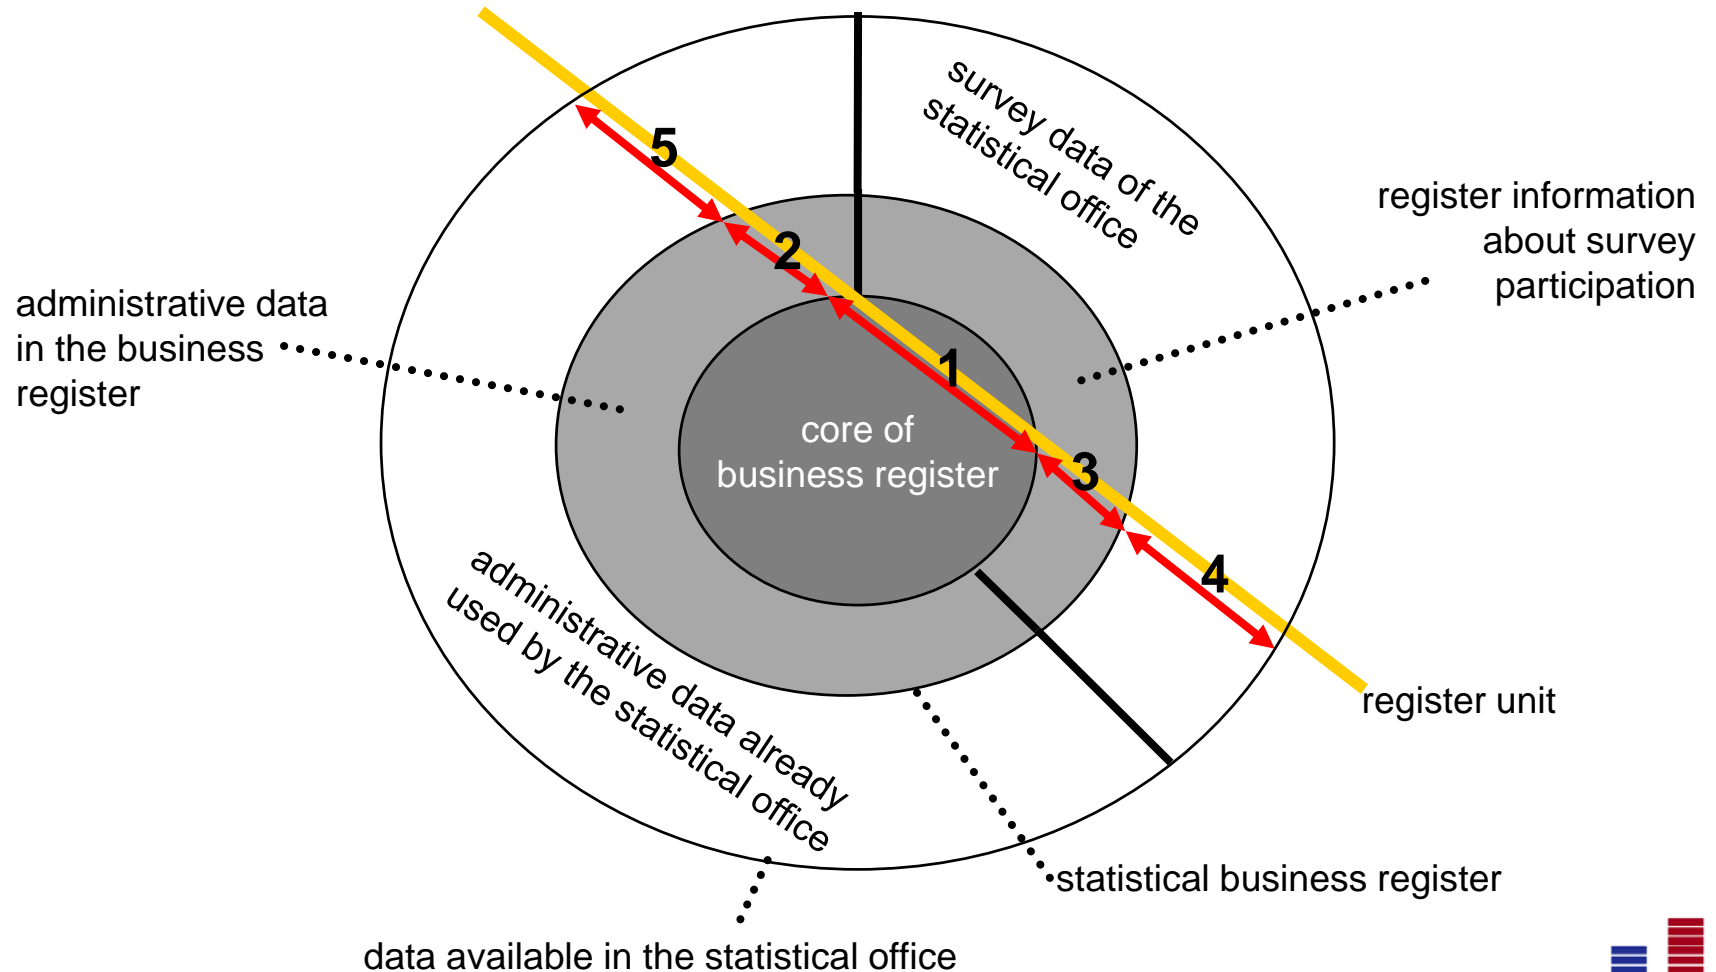 survey data of the
statistical office
5
register information
about survey
participation
2
administrative data
in the business
register
1
core of
business register
3
4
administrative data already
used by the statistical office
register unit
statistical business register
data available in the statistical office